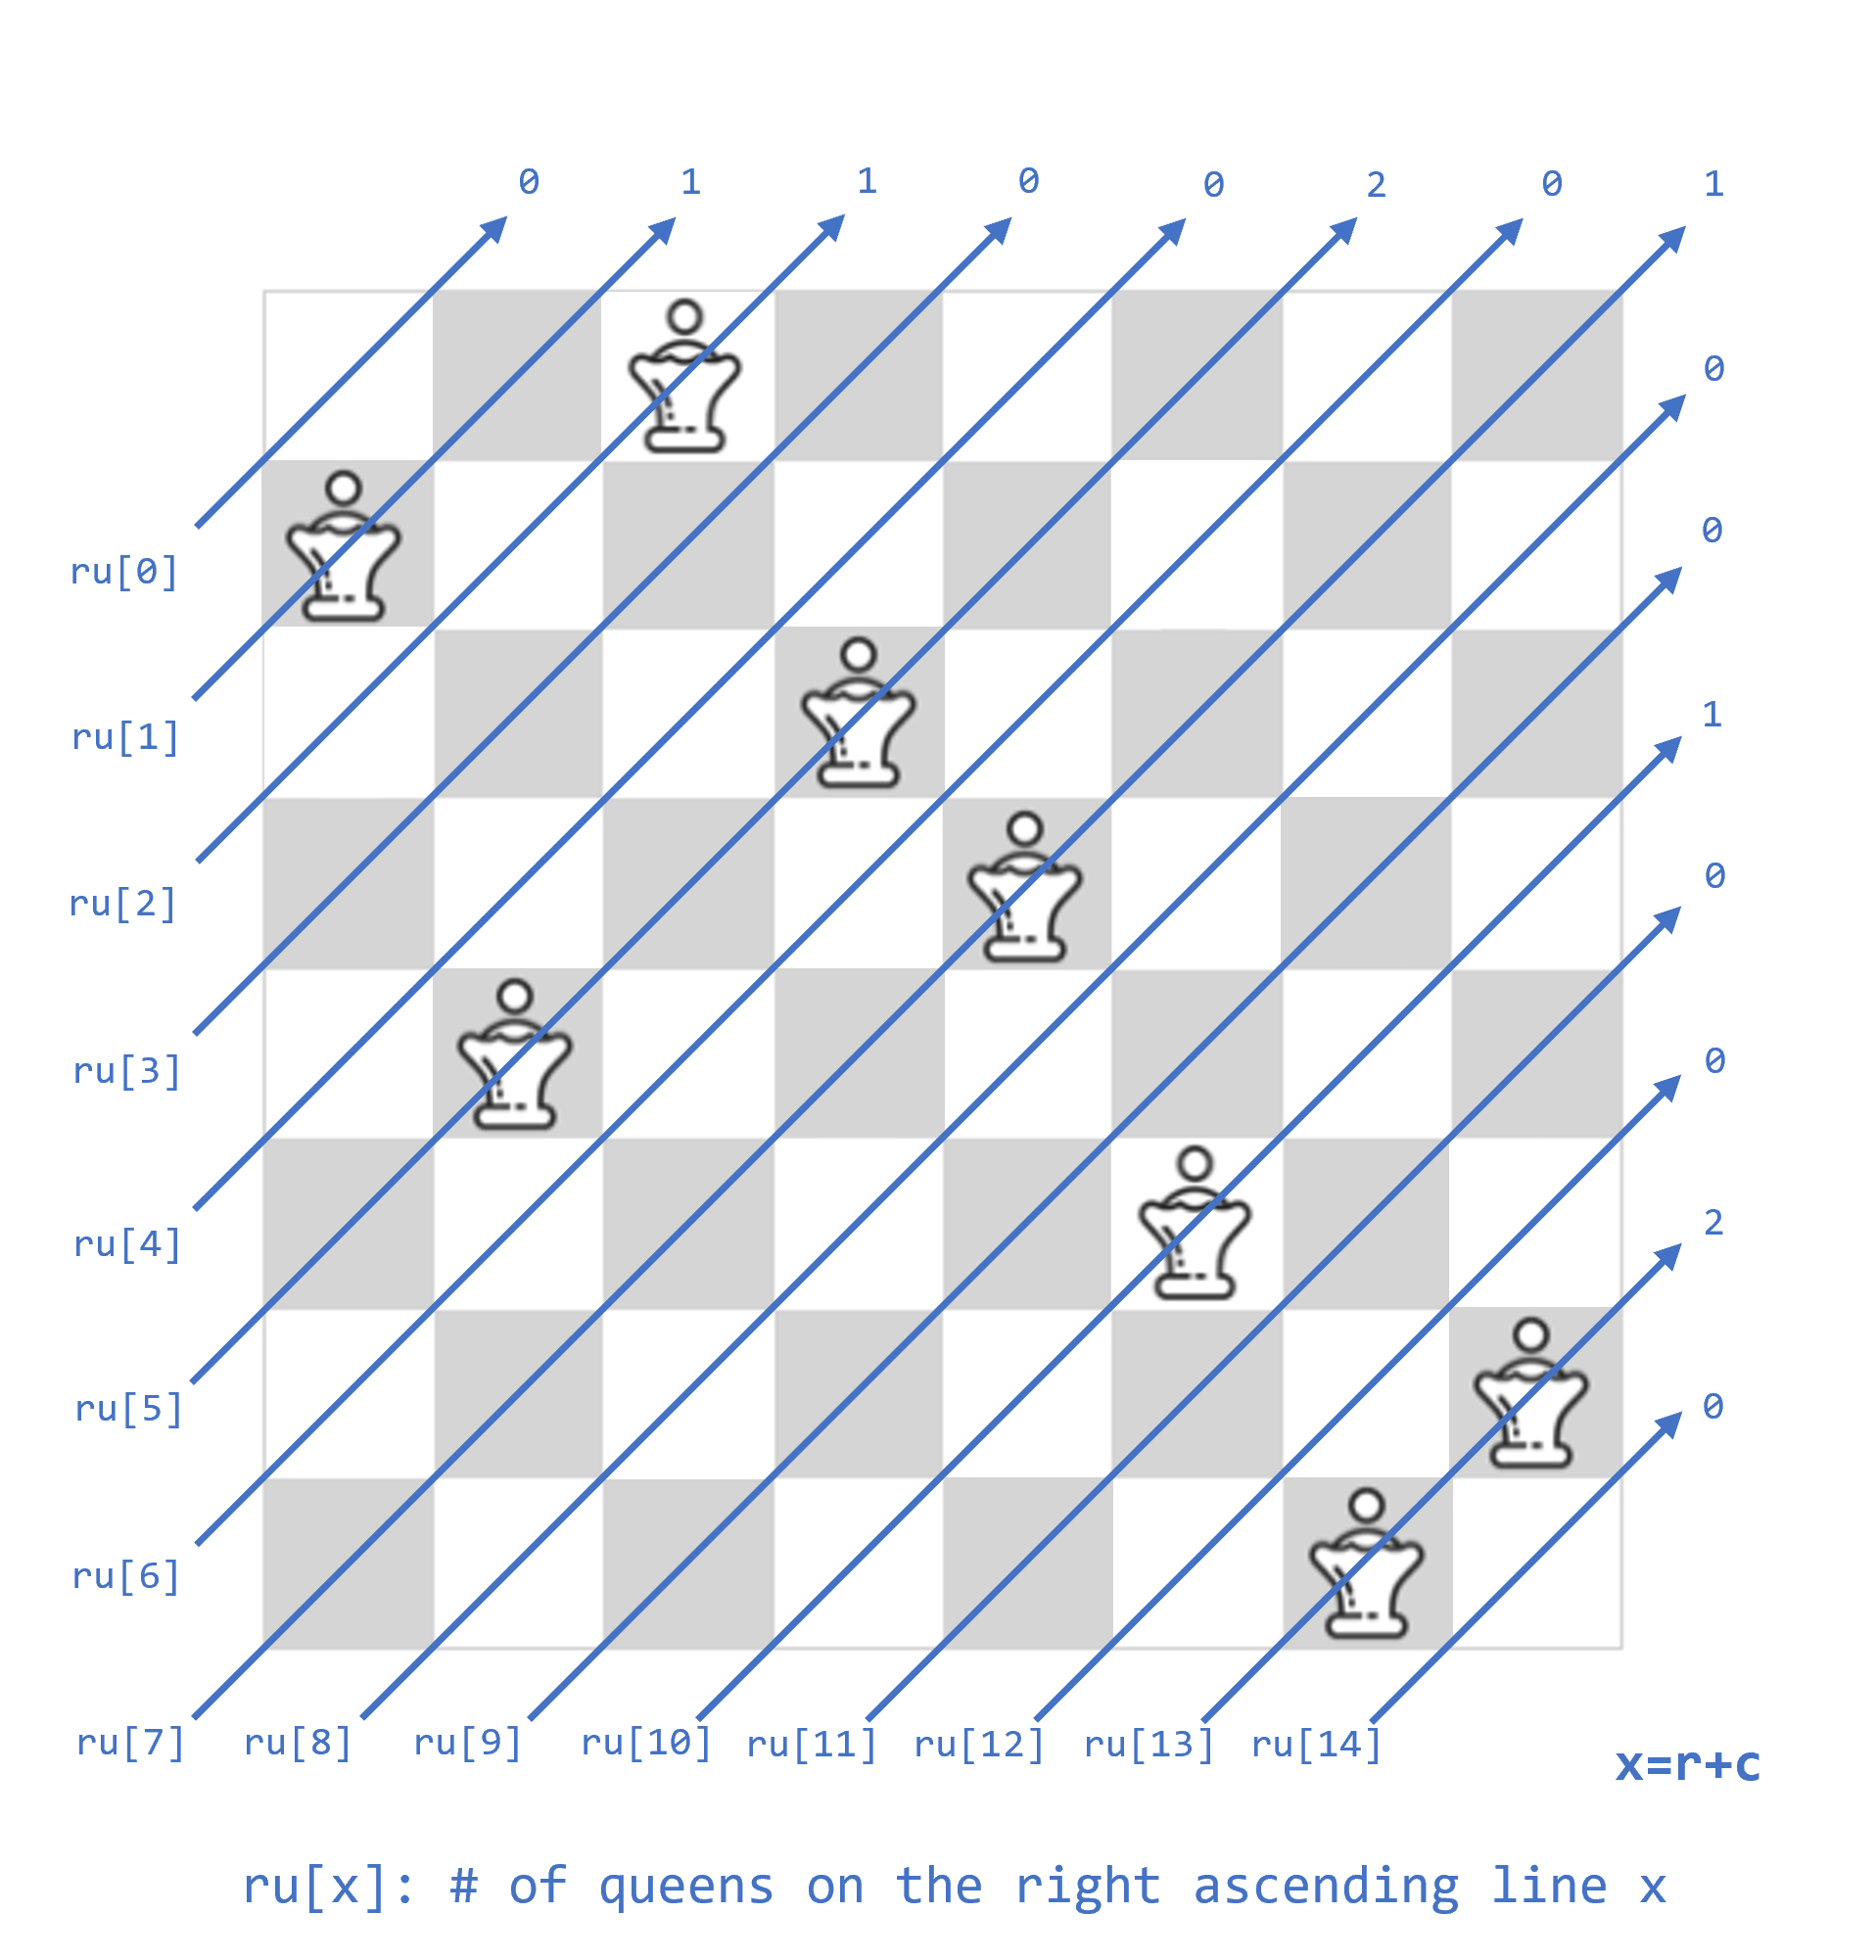 0 1 1 0 0 2 0 1
0
0
ru[0]
1
ru[1]
0
ru[2]
0
ru[3]
2
ru[4]
0
ru[5]
ru[6]
ru[7] ru[8] ru[9] ru[10] ru[11] ru[12] ru[13] ru[14]
x=r+c
ru[x]: # of queens on the right ascending line x